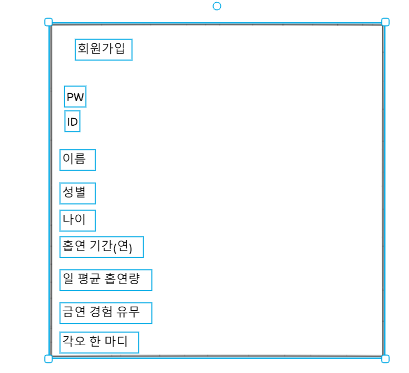 회원가입
PW
ID
이름
성별
나이
흡연 기간(연)
일 평균 흡연량
금연 경험 유무
각오 한 마디